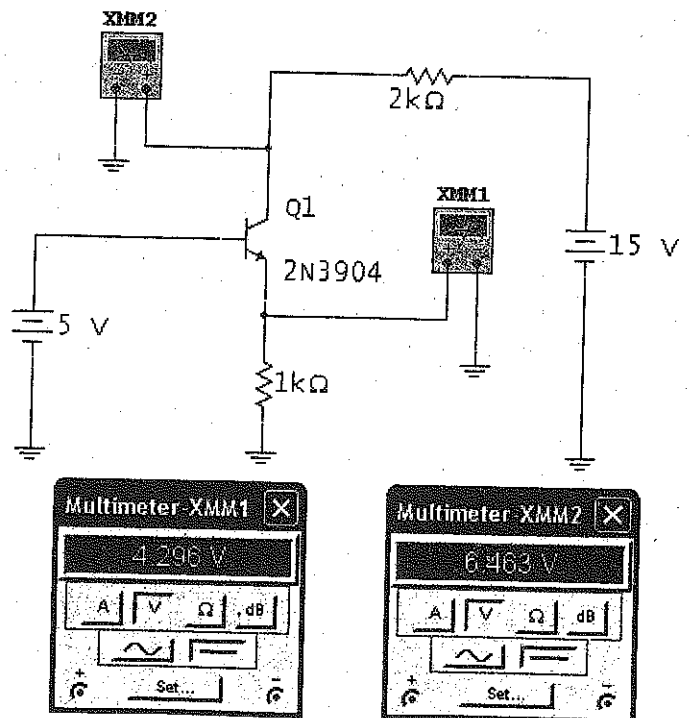 XMM2
2kΩ
Q1
XMM1
2N3904
15 V
5 V
1kΩ
Multimeter-XMM1
4.296 V
A V Ω dB
+ Set... -
Multimeter-XMM2
6.463 V
A V Ω dB
+ Set... -